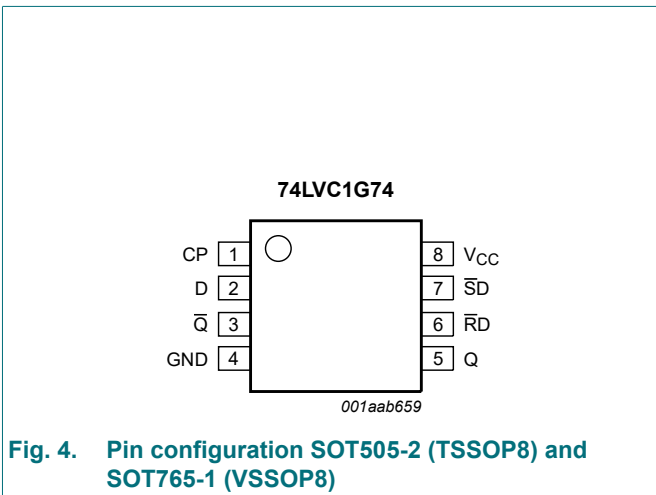 74LVC1G74
CP 1 8 V_CC
D 2 7 S̅D
Q̅ 3 6 R̅D
GND 4 5 Q
001aab659
Fig. 4. Pin configuration SOT505-2 (TSSOP8) and
SOT765-1 (VSSOP8)